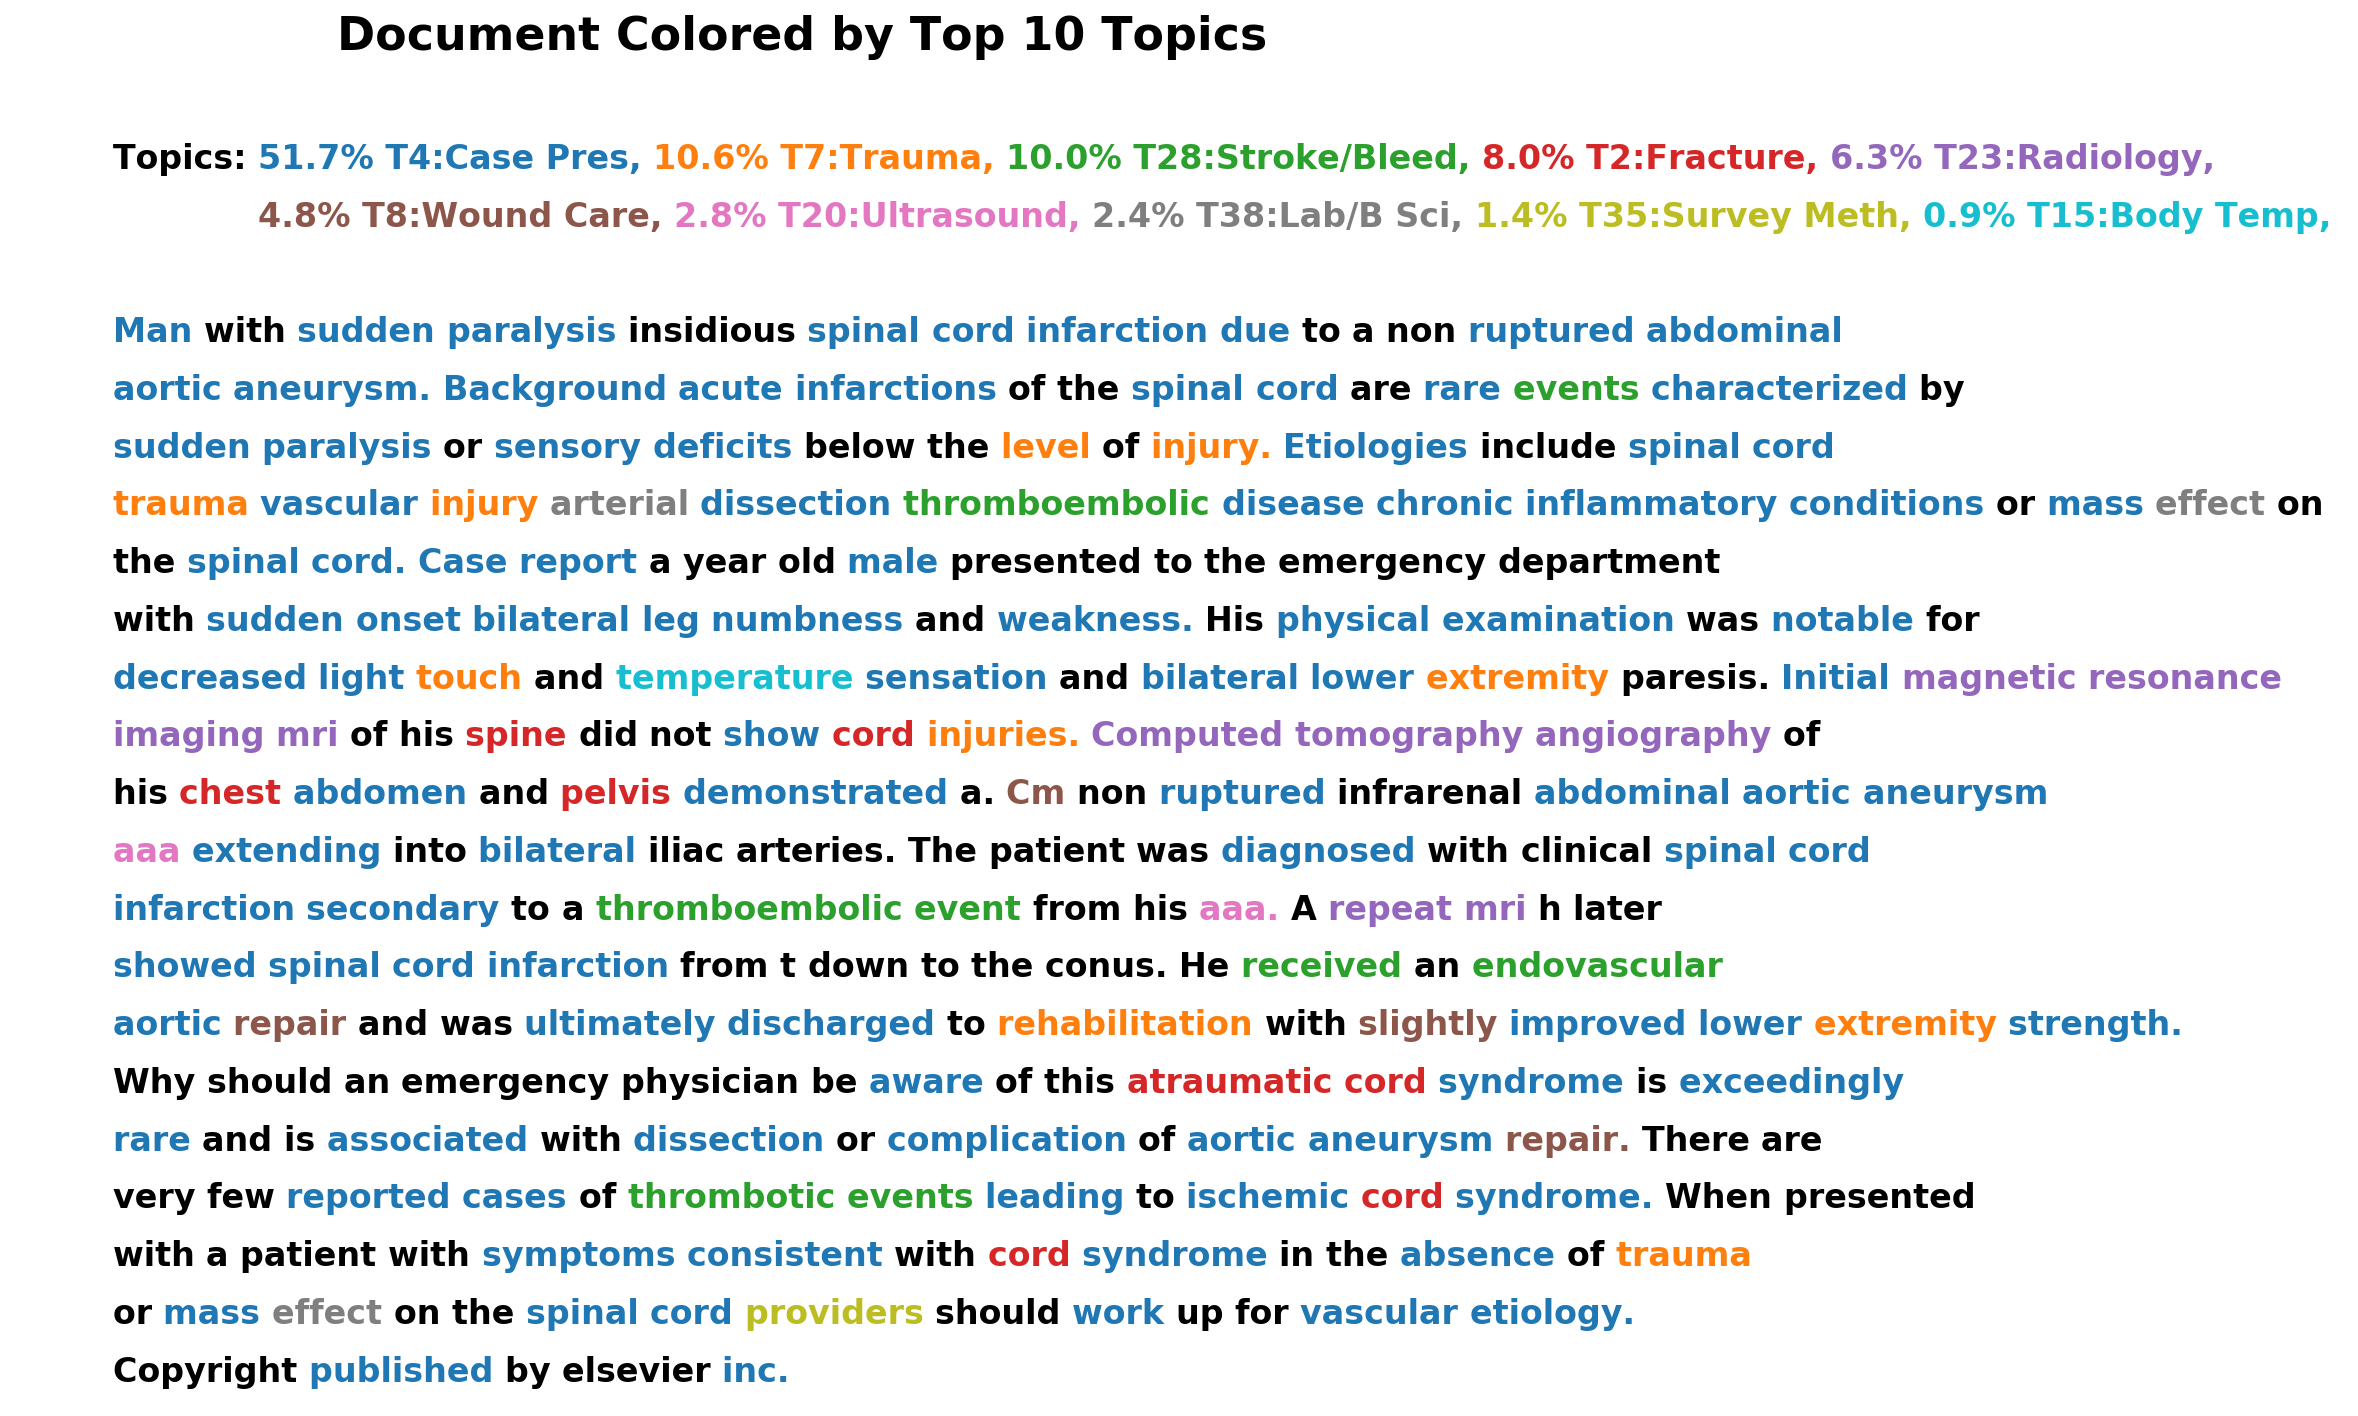 Document Colored by Top 10 Topics
Topics: 51.7% T4:Case Pres, 10.6% T7:Trauma, 10.0% T28:Stroke/Bleed, 8.0% T2:Fracture, 6.3% T23:Radiology,
4.8% T8:Wound Care, 2.8% T20:Ultrasound, 2.4% T38:Lab/B Sci, 1.4% T35:Survey Meth, 0.9% T15:Body Temp,
Man with sudden paralysis insidious spinal cord infarction due to a non ruptured abdominal
aortic aneurysm. Background acute infarctions of the spinal cord are rare events characterized by
sudden paralysis or sensory deficits below the level of injury. Etiologies include spinal cord
trauma vascular injury arterial dissection thromboembolic disease chronic inflammatory conditions or mass effect on
the spinal cord. Case report a year old male presented to the emergency department
with sudden onset bilateral leg numbness and weakness. His physical examination was notable for
decreased light touch and temperature sensation and bilateral lower extremity paresis. Initial magnetic resonance
imaging mri of his spine did not show cord injuries. Computed tomography angiography of
his chest abdomen and pelvis demonstrated a. Cm non ruptured infrarenal abdominal aortic aneurysm
aaa extending into bilateral iliac arteries. The patient was diagnosed with clinical spinal cord
infarction secondary to a thromboembolic event from his aaa. A repeat mri h later
showed spinal cord infarction from t down to the conus. He received an endovascular
aortic repair and was ultimately discharged to rehabilitation with slightly improved lower extremity strength.
Why should an emergency physician be aware of this atraumatic cord syndrome is exceedingly
rare and is associated with dissection or complication of aortic aneurysm repair. There are
very few reported cases of thrombotic events leading to ischemic cord syndrome. When presented
with a patient with symptoms consistent with cord syndrome in the absence of trauma
or mass effect on the spinal cord providers should work up for vascular etiology.
Copyright published by elsevier inc.